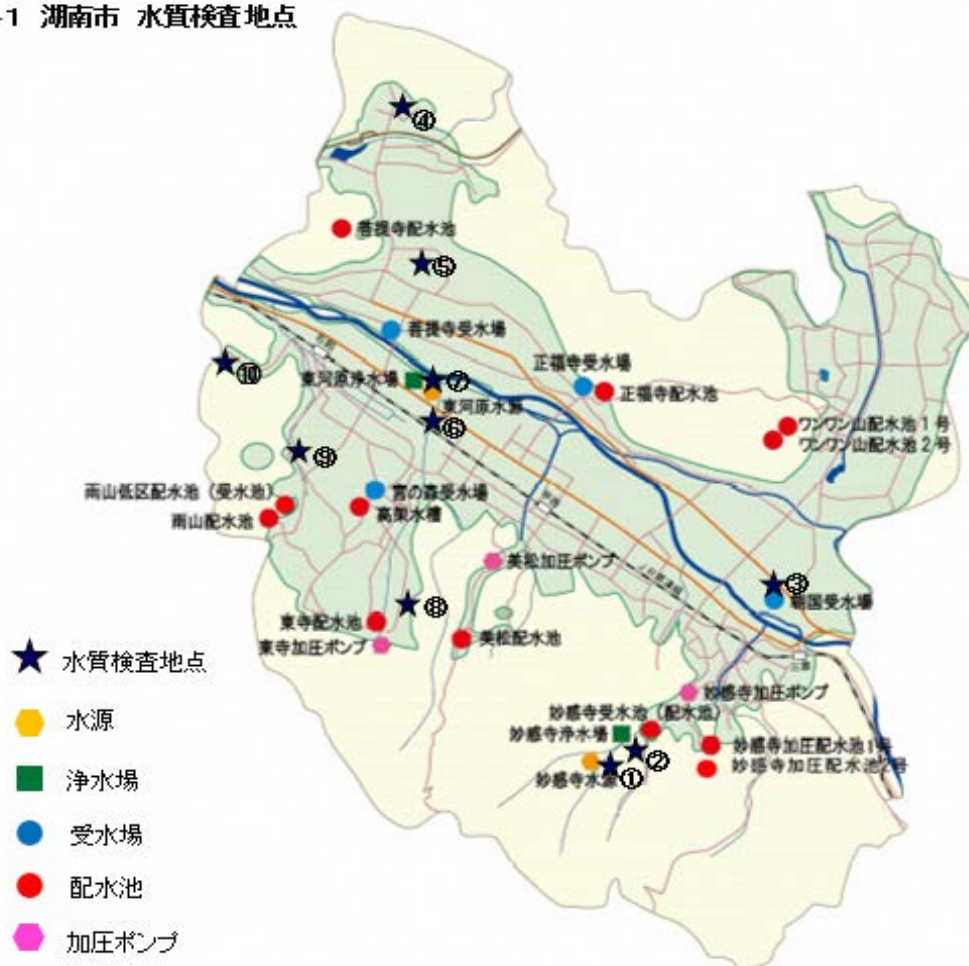 -1 湖南市 水質検査地点
④
菩提寺配水池
⑤
菩提寺受水場
正福寺受水場
⑩
東河原浄水場
⑦
正福寺配水池
東河原水源
⑥
ワンワン山配水池1号
ワンワン山配水池2号
⑨
雨山低区配水池(受水池)
宮の森受水場
雨山配水池
高架水槽
美松加圧ポンプ
③
受水場
⑧
東寺配水池
東寺加圧ポンプ
美松配水池
妙感寺加圧ポンプ
妙感寺受水池(配水池)
妙感寺浄水場
妙感寺加圧配水池1号
②
妙感寺加圧配水池2号
妙感寺水源
①
水質検査地点
水源
浄水場
受水場
配水池
加圧ポンプ